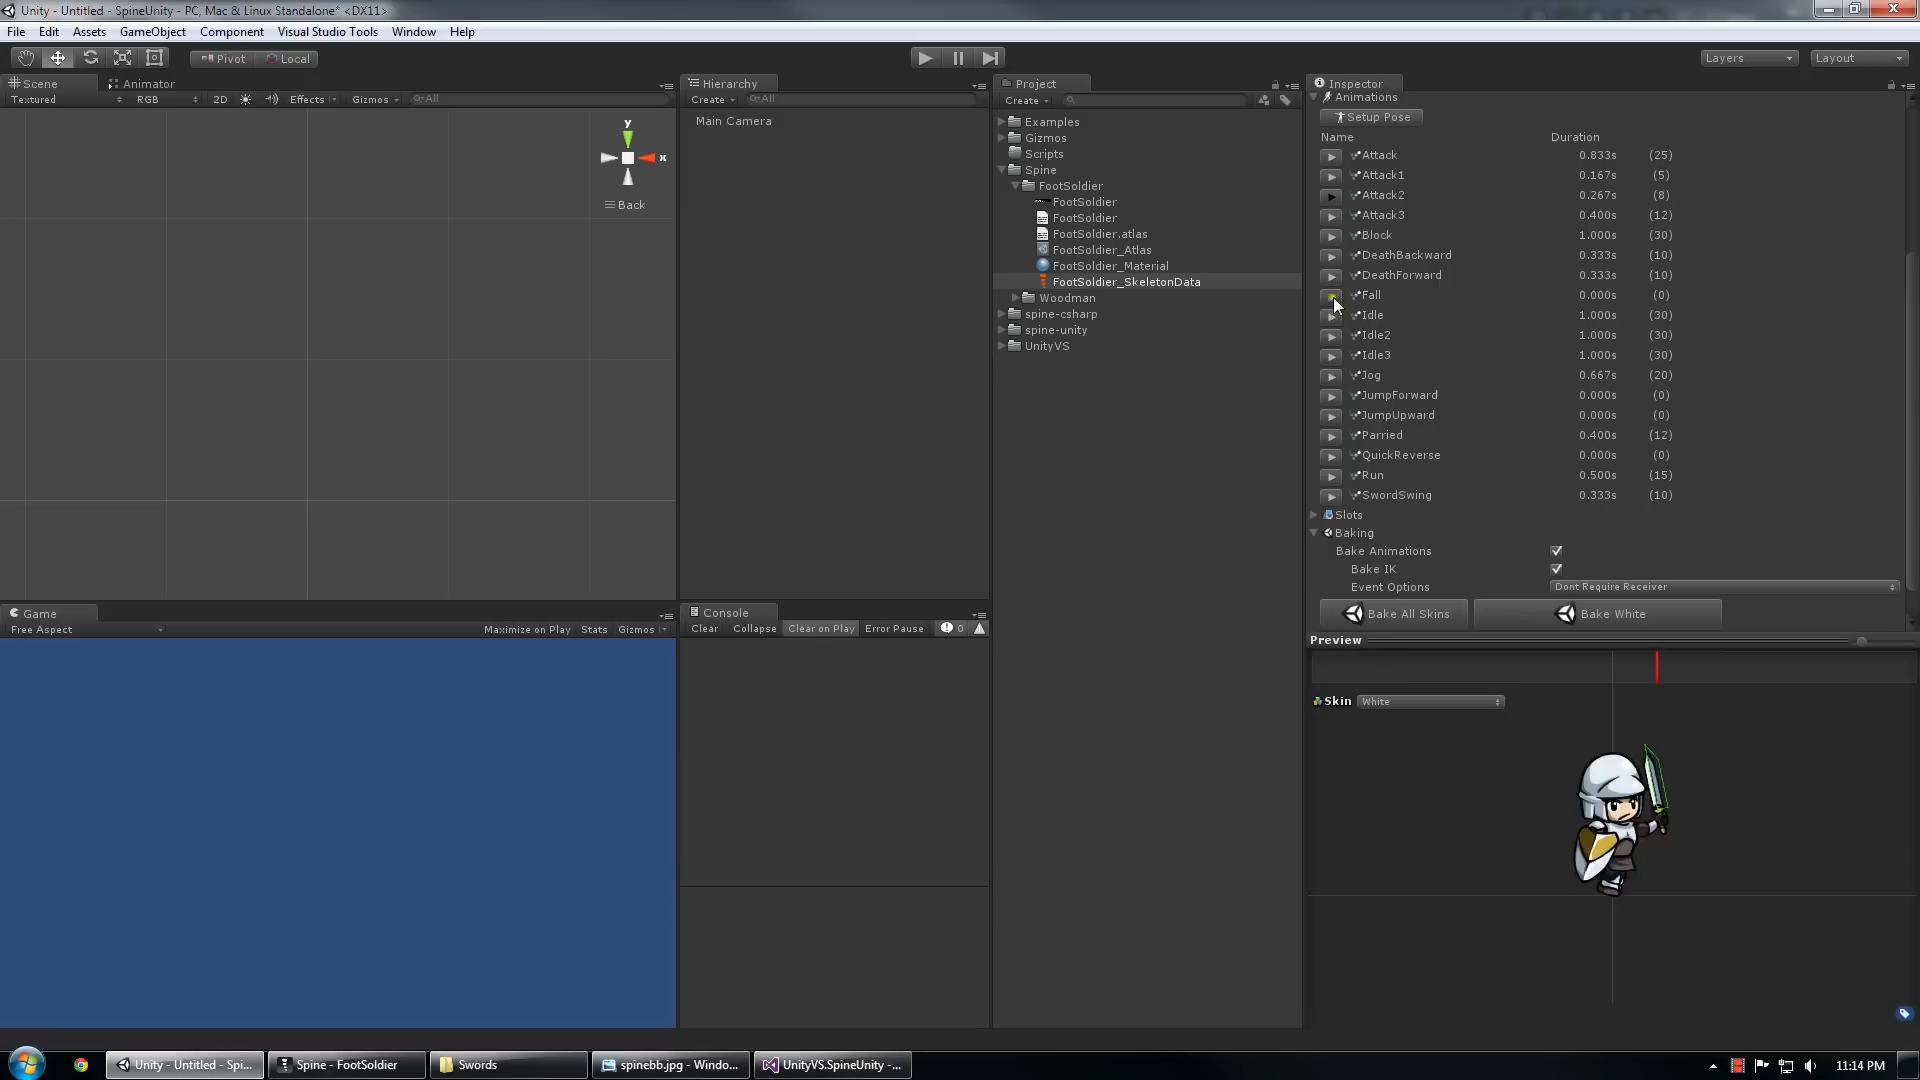 Unity - Untitled - SpineUnity - PC, Mac & Linux Standalone* <DX11>
File Edit Assets GameObject Component Visual Studio Tools Window Help
Pivot Local Layers Layout
Scene Animator
Textured RGB 2D Effects Gizmos All
y
x
Back
Hierarchy
Create All
Main Camera
Project
Create
Examples
Gizmos
Scripts
Spine
FootSoldier
FootSoldier
FootSoldier
FootSoldier.atlas
FootSoldier_Atlas
FootSoldier_Material
FootSoldier_SkeletonData
Woodman
spine-csharp
spine-unity
UnityVS
Inspector
Animations
Setup Pose
Name Duration
Attack 0.833s (25)
Attack1 0.167s (5)
Attack2 0.267s (8)
Attack3 0.400s (12)
Block 1.000s (30)
DeathBackward 0.333s (10)
DeathForward 0.333s (10)
Fall 0.000s (0)
Idle 1.000s (30)
Idle2 1.000s (30)
Idle3 1.000s (30)
Jog 0.667s (20)
JumpForward 0.000s (0)
JumpUpward 0.000s (0)
Parried 0.400s (12)
QuickReverse 0.000s (0)
Run 0.500s (15)
SwordSwing 0.333s (10)
Slots
Baking
Bake Animations
Bake IK
Event Options Dont Require Receiver
Bake All Skins Bake White
Preview
Skin White
Game
Free Aspect Maximize on Play Stats Gizmos
Console
Clear Collapse Clear on Play Error Pause 0
Unity - Untitled - Spi... Spine - FootSoldier Swords spinebb.jpg - Windo... UnityVS.SpineUnity -... 11:14 PM